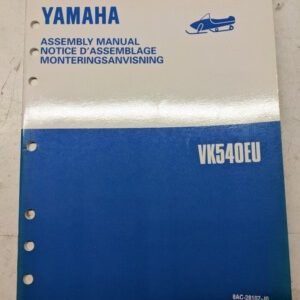 YAMAHA
ASSEMBLY MANUAL
NOTICE D'ASSEMBLAGE
MONTERINGSANVISNING
VK540EU